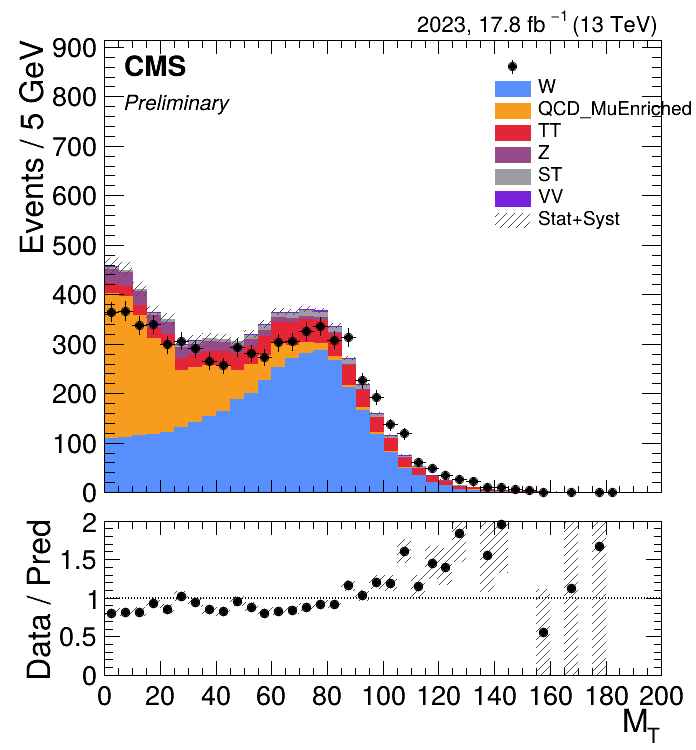 2023, 17.8 fb⁻¹ (13 TeV)
CMS
Preliminary
W
QCD_MuEnriched
TT
Z
ST
VV
Stat+Syst
Events / 5 GeV
900
800
700
600
500
400
300
200
100
0
Data / Pred
2
1.5
1
0.5
0
0 20 40 60 80 100 120 140 160 180 200
M_T